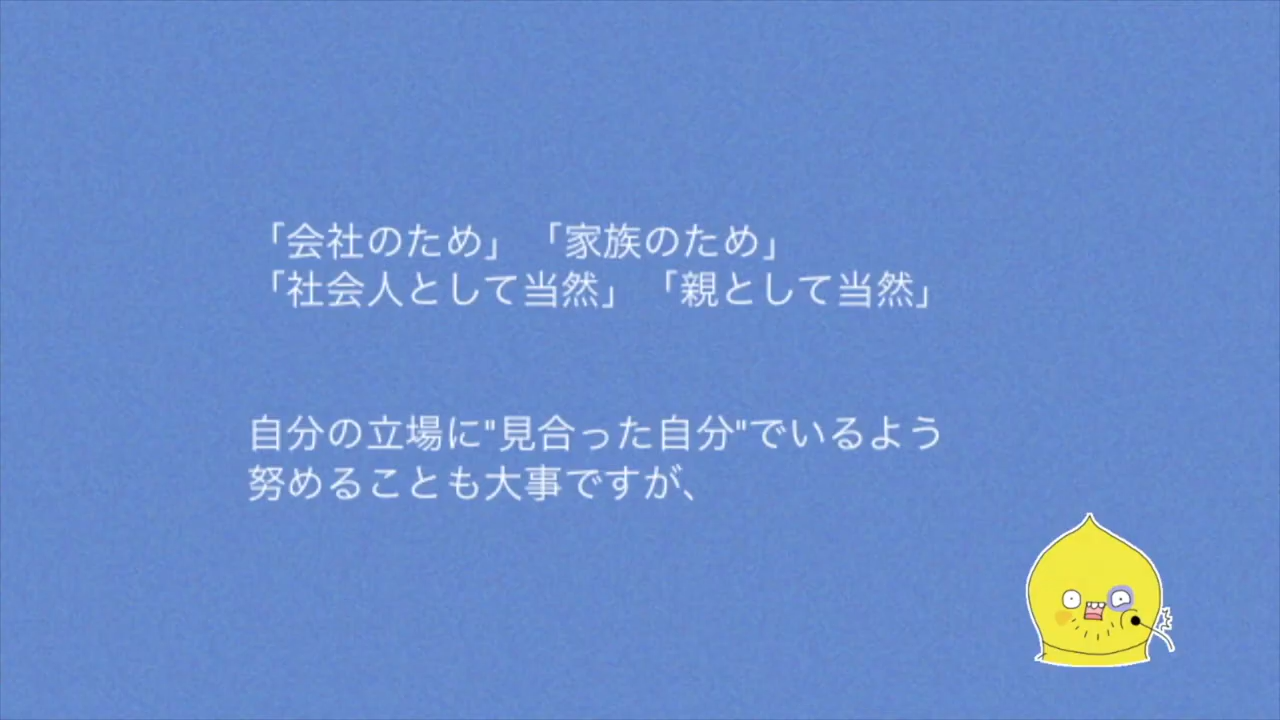 「会社のため」「家族のため」
「社会人として当然」「親として当然」
自分の立場に"見合った自分"でいるよう
努めることも大事ですが、